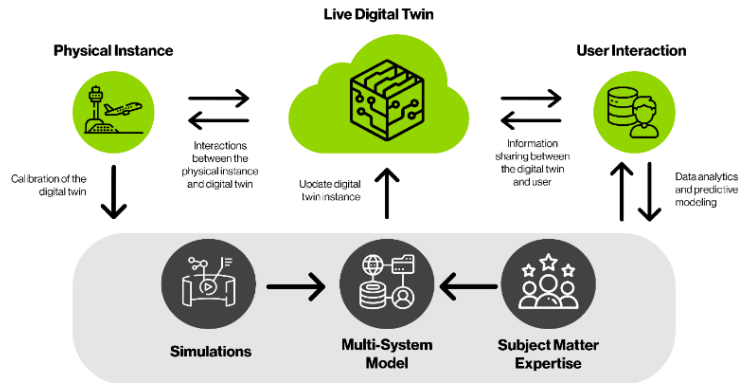 Live Digital Twin
Physical Instance
User Interaction
Interactions
between the
physical instance
and digital twin
Information
sharing between
the digital twin
and user
Calibration of the
digital twin
Update digital
twin instance
Data analytics
and predictive
modeling
Simulations
Multi-System
Model
Subject Matter
Expertise